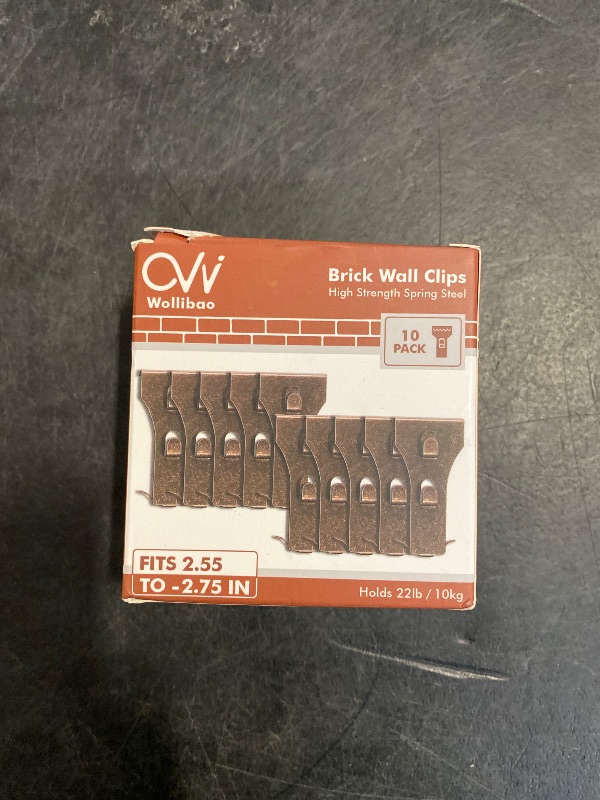 Wollibao
Brick Wall Clips
High Strength Spring Steel
10
PACK
FITS 2.55
TO -2.75 IN
Holds 22lb / 10kg